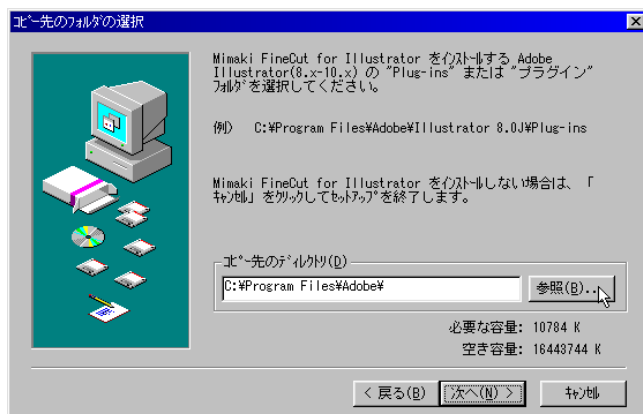 ｺﾋﾟｰ先のﾌｫﾙﾀﾞの選択
Mimaki FineCut for Illustrator をｲﾝｽﾄｰﾙする Adobe
Illustrator(8.x-10.x) の "Plug-ins" または "プラグイン"
ﾌｫﾙﾀﾞを選択してください。
例)　C:¥Program Files¥Adobe¥Illustrator 8.0J¥Plug-ins
Mimaki FineCut for Illustrator をｲﾝｽﾄｰﾙしない場合は、「
ｷｬﾝｾﾙ」をｸﾘｯｸしてｾｯﾄｱｯﾌﾟを終了します。
ｺﾋﾟｰ先のﾃﾞｨﾚｸﾄﾘ(D)
C:¥Program Files¥Adobe¥
参照(B)...
必要な容量: 10784 K
空き容量: 16443744 K
< 戻る(B)
次へ(N) >
ｷｬﾝｾﾙ